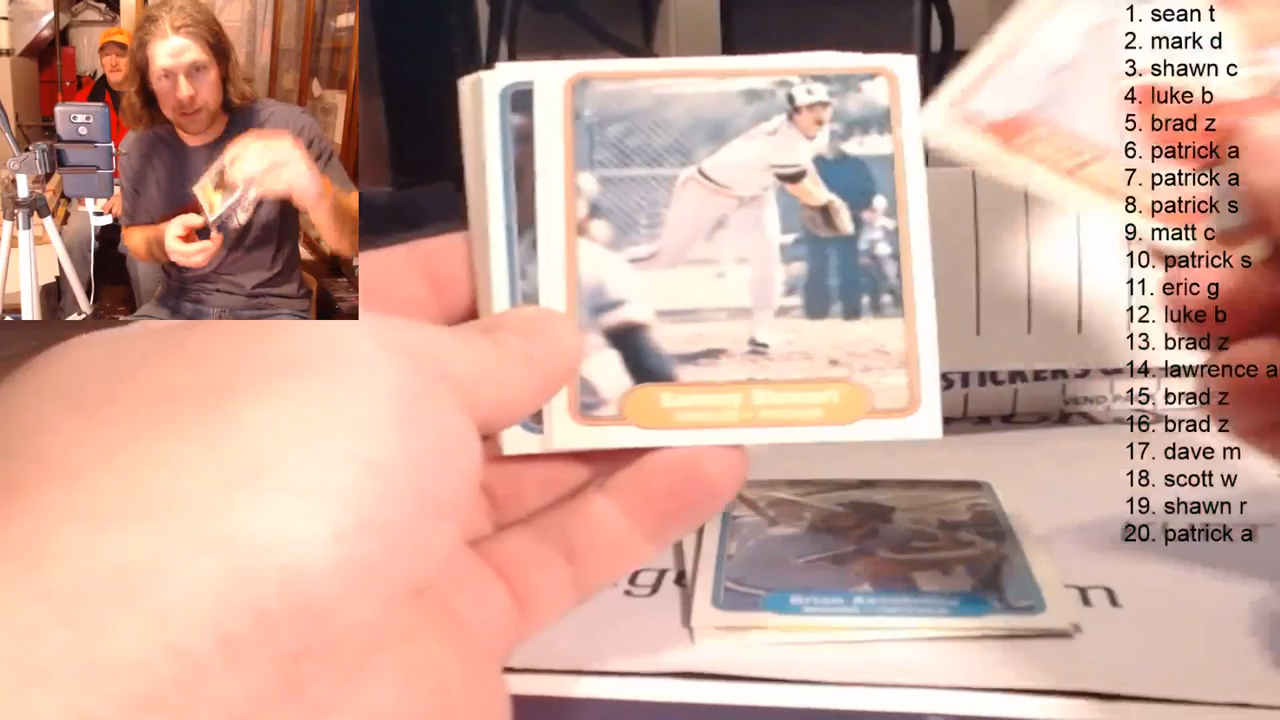 1. sean t
2. mark d
3. shawn c
4. luke b
5. brad z
6. patrick a
7. patrick a
8. patrick s
9. matt c
10. patrick s
11. eric g
12. luke b
13. brad z
14. lawrence a
15. brad z
16. brad z
17. dave m
18. scott w
19. shawn r
20. patrick a
STICKERS
VEND
Sammy Stewart
Brian